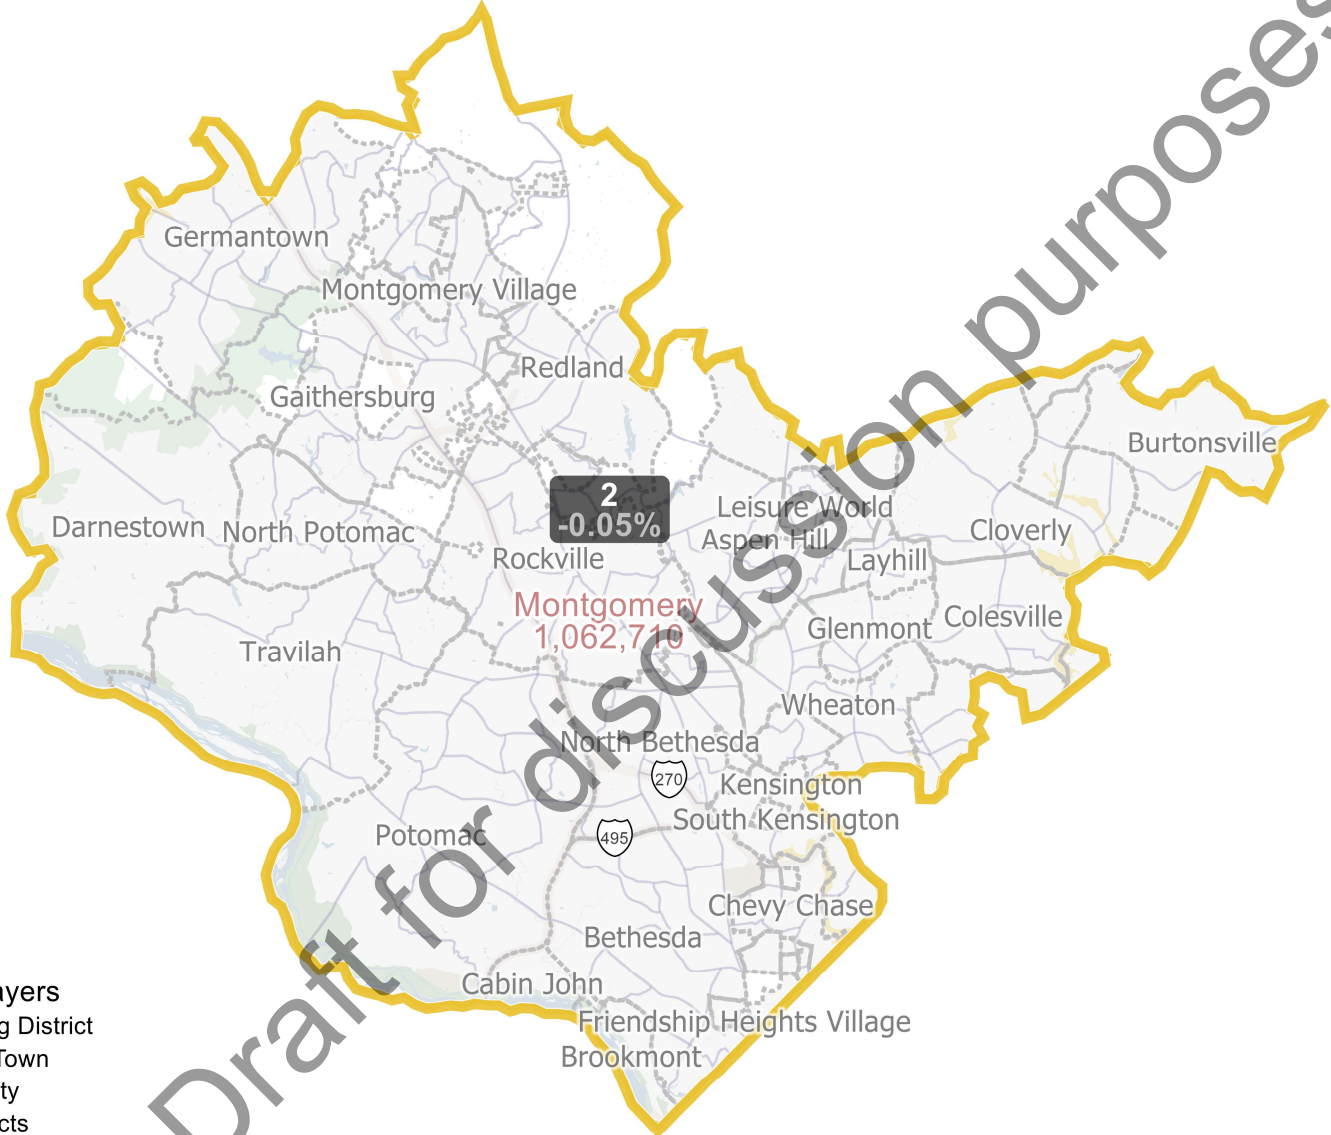 Germantown
Montgomery Village
Redland
Gaithersburg
Burtonsville
2
-0.05%
Leisure World
Darnestown
North Potomac
Aspen Hill
Cloverly
Rockville
Layhill
Montgomery
1,062,710
Glenmont
Colesville
Travilah
Wheaton
North Bethesda
270
Kensington
South Kensington
495
Potomac
Chevy Chase
Bethesda
Cabin John
Friendship Heights Village
Brookmont
ayers
g District
Town
ty
cts
Draft for discussion purposes